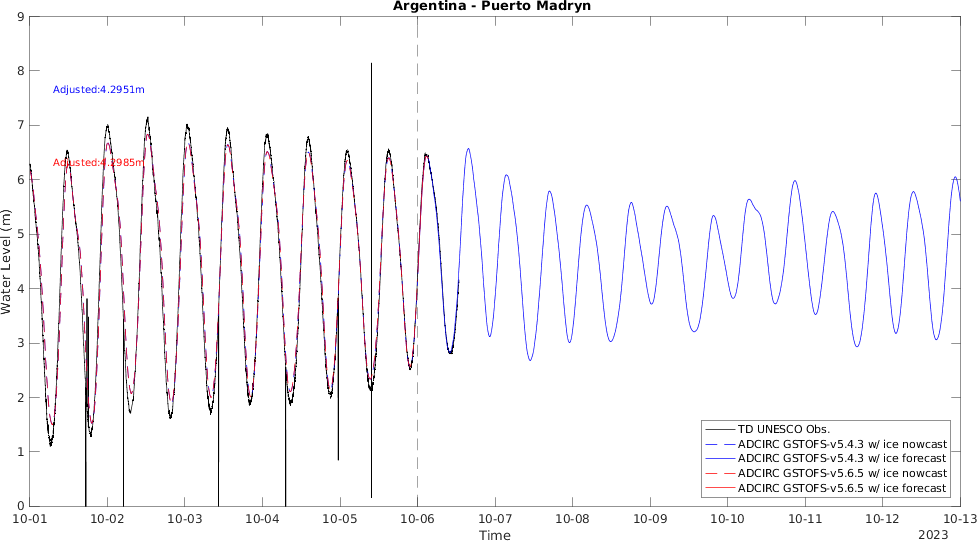 Argentina - Puerto Madryn
9
8
7
6
5
4
3
2
1
0
Water Level (m)
Adjusted:4.2951m
Adjusted:4.2985m
TD UNESCO Obs.
ADCIRC GSTOFS-v5.4.3 w/ ice nowcast
ADCIRC GSTOFS-v5.4.3 w/ ice forecast
ADCIRC GSTOFS-v5.6.5 w/ ice nowcast
ADCIRC GSTOFS-v5.6.5 w/ ice forecast
10-01 10-02 10-03 10-04 10-05 10-06 10-07 10-08 10-09 10-10 10-11 10-12 10-13
Time
2023